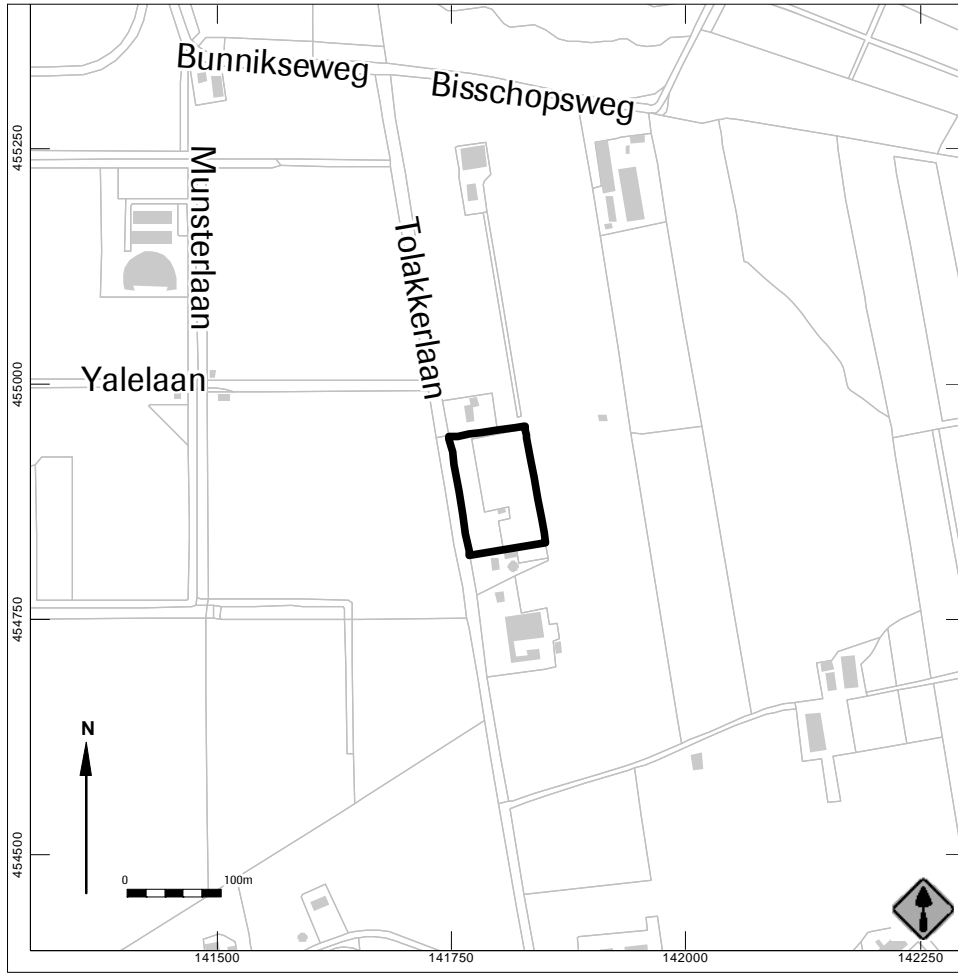 Bunnikseweg
Bisschopsweg
455250
Munsterlaan
Tolakkerlaan
455000
Yalelaan
454750
N
0 100m
454500
141500 141750 142000 142250